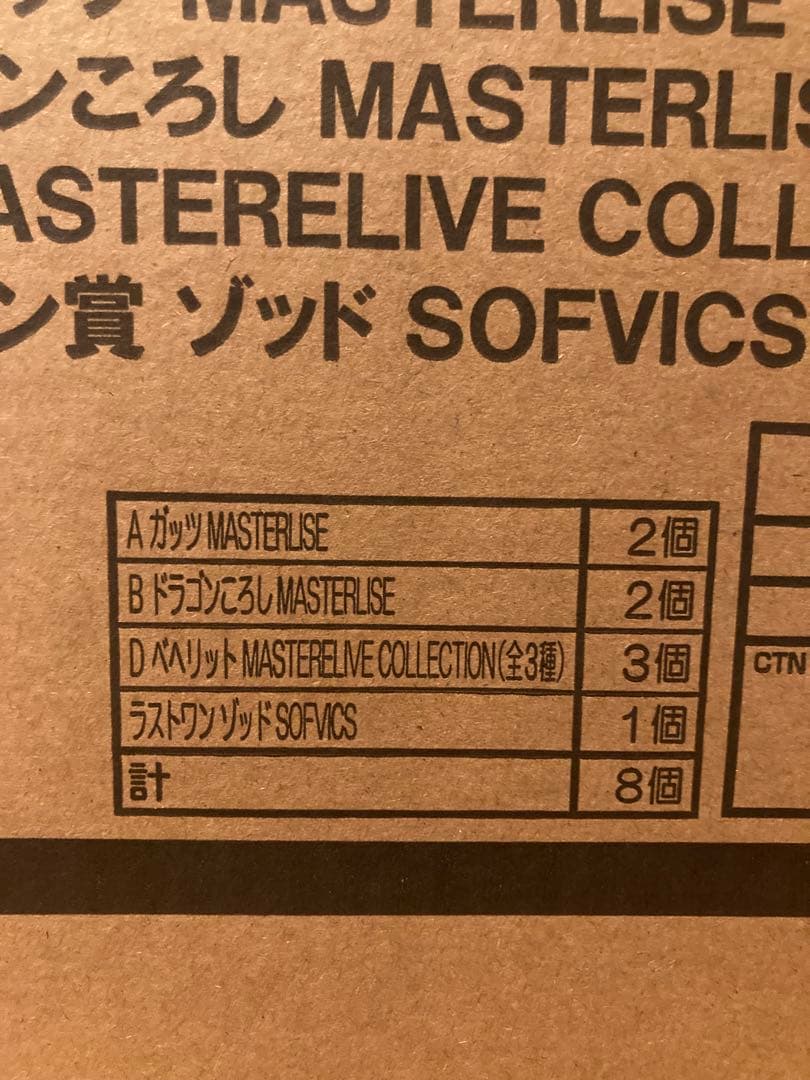 ッツ MASTERLISE
ンころし MASTERLIS
ASTERELIVE COLL
ン賞 ゾッド SOFVICS
A ガッツ MASTERLISE 2個
B ドラゴンころし MASTERLISE 2個
D ベヘリット MASTERELIVE COLLECTION(全3種) 3個
ラストワン ゾッド SOFVICS 1個
計 8個
CTN